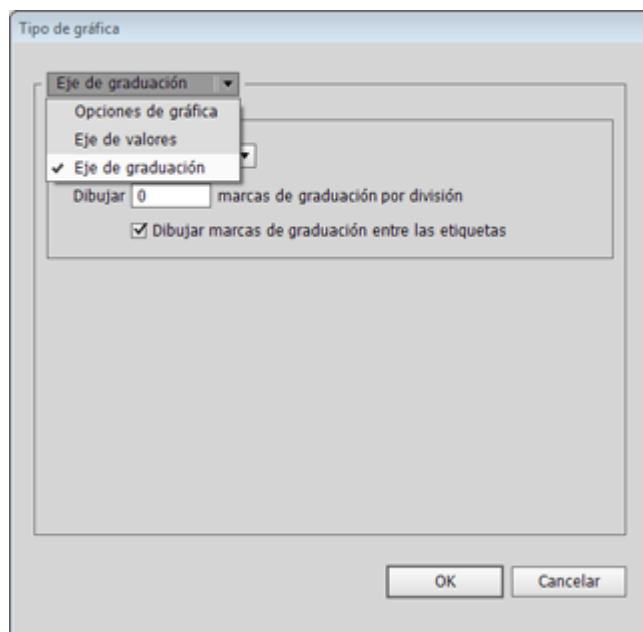 Tipo de gráfica
Eje de graduación
Opciones de gráfica
Eje de valores
Eje de graduación
Dibujar 0 marcas de graduación por división
Dibujar marcas de graduación entre las etiquetas
OK Cancelar